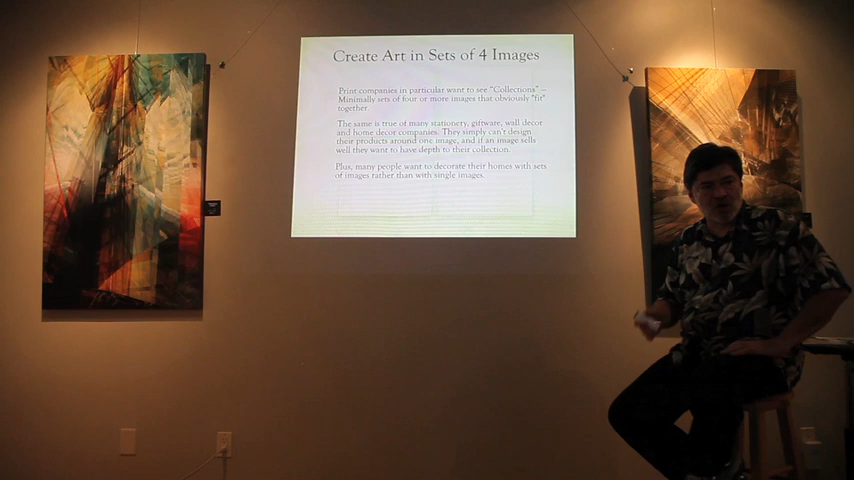 Create Art in Sets of 4 Images
Print companies in particular want to see "Collections" –
Minimally sets of four or more images that obviously "fit"
together.
The same is true of many stationery, giftware, wall decor
and home decor companies. They simply can't design
their products around one image, and if an image sells
well they want to have depth to their collection.
Plus, many people want to decorate their homes with sets
of images rather than with single images.